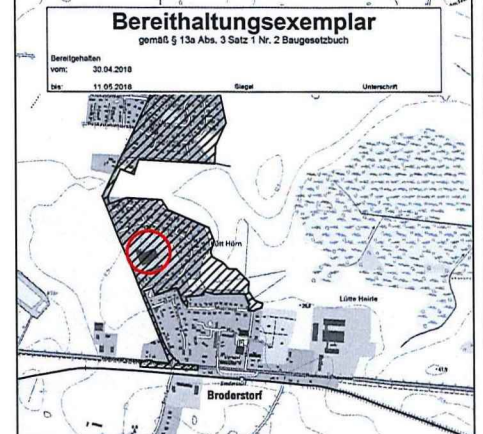 Bereithaltungsexemplar
gemäß § 13a Abs. 3 Satz 1 Nr. 2 Baugesetzbuch
Bereitgehalten
vom: 30.04.2018
bis: 11.05.2018 Siegel Unterschrift
Lütt Hürn
Lütte Heide
Broderstorf